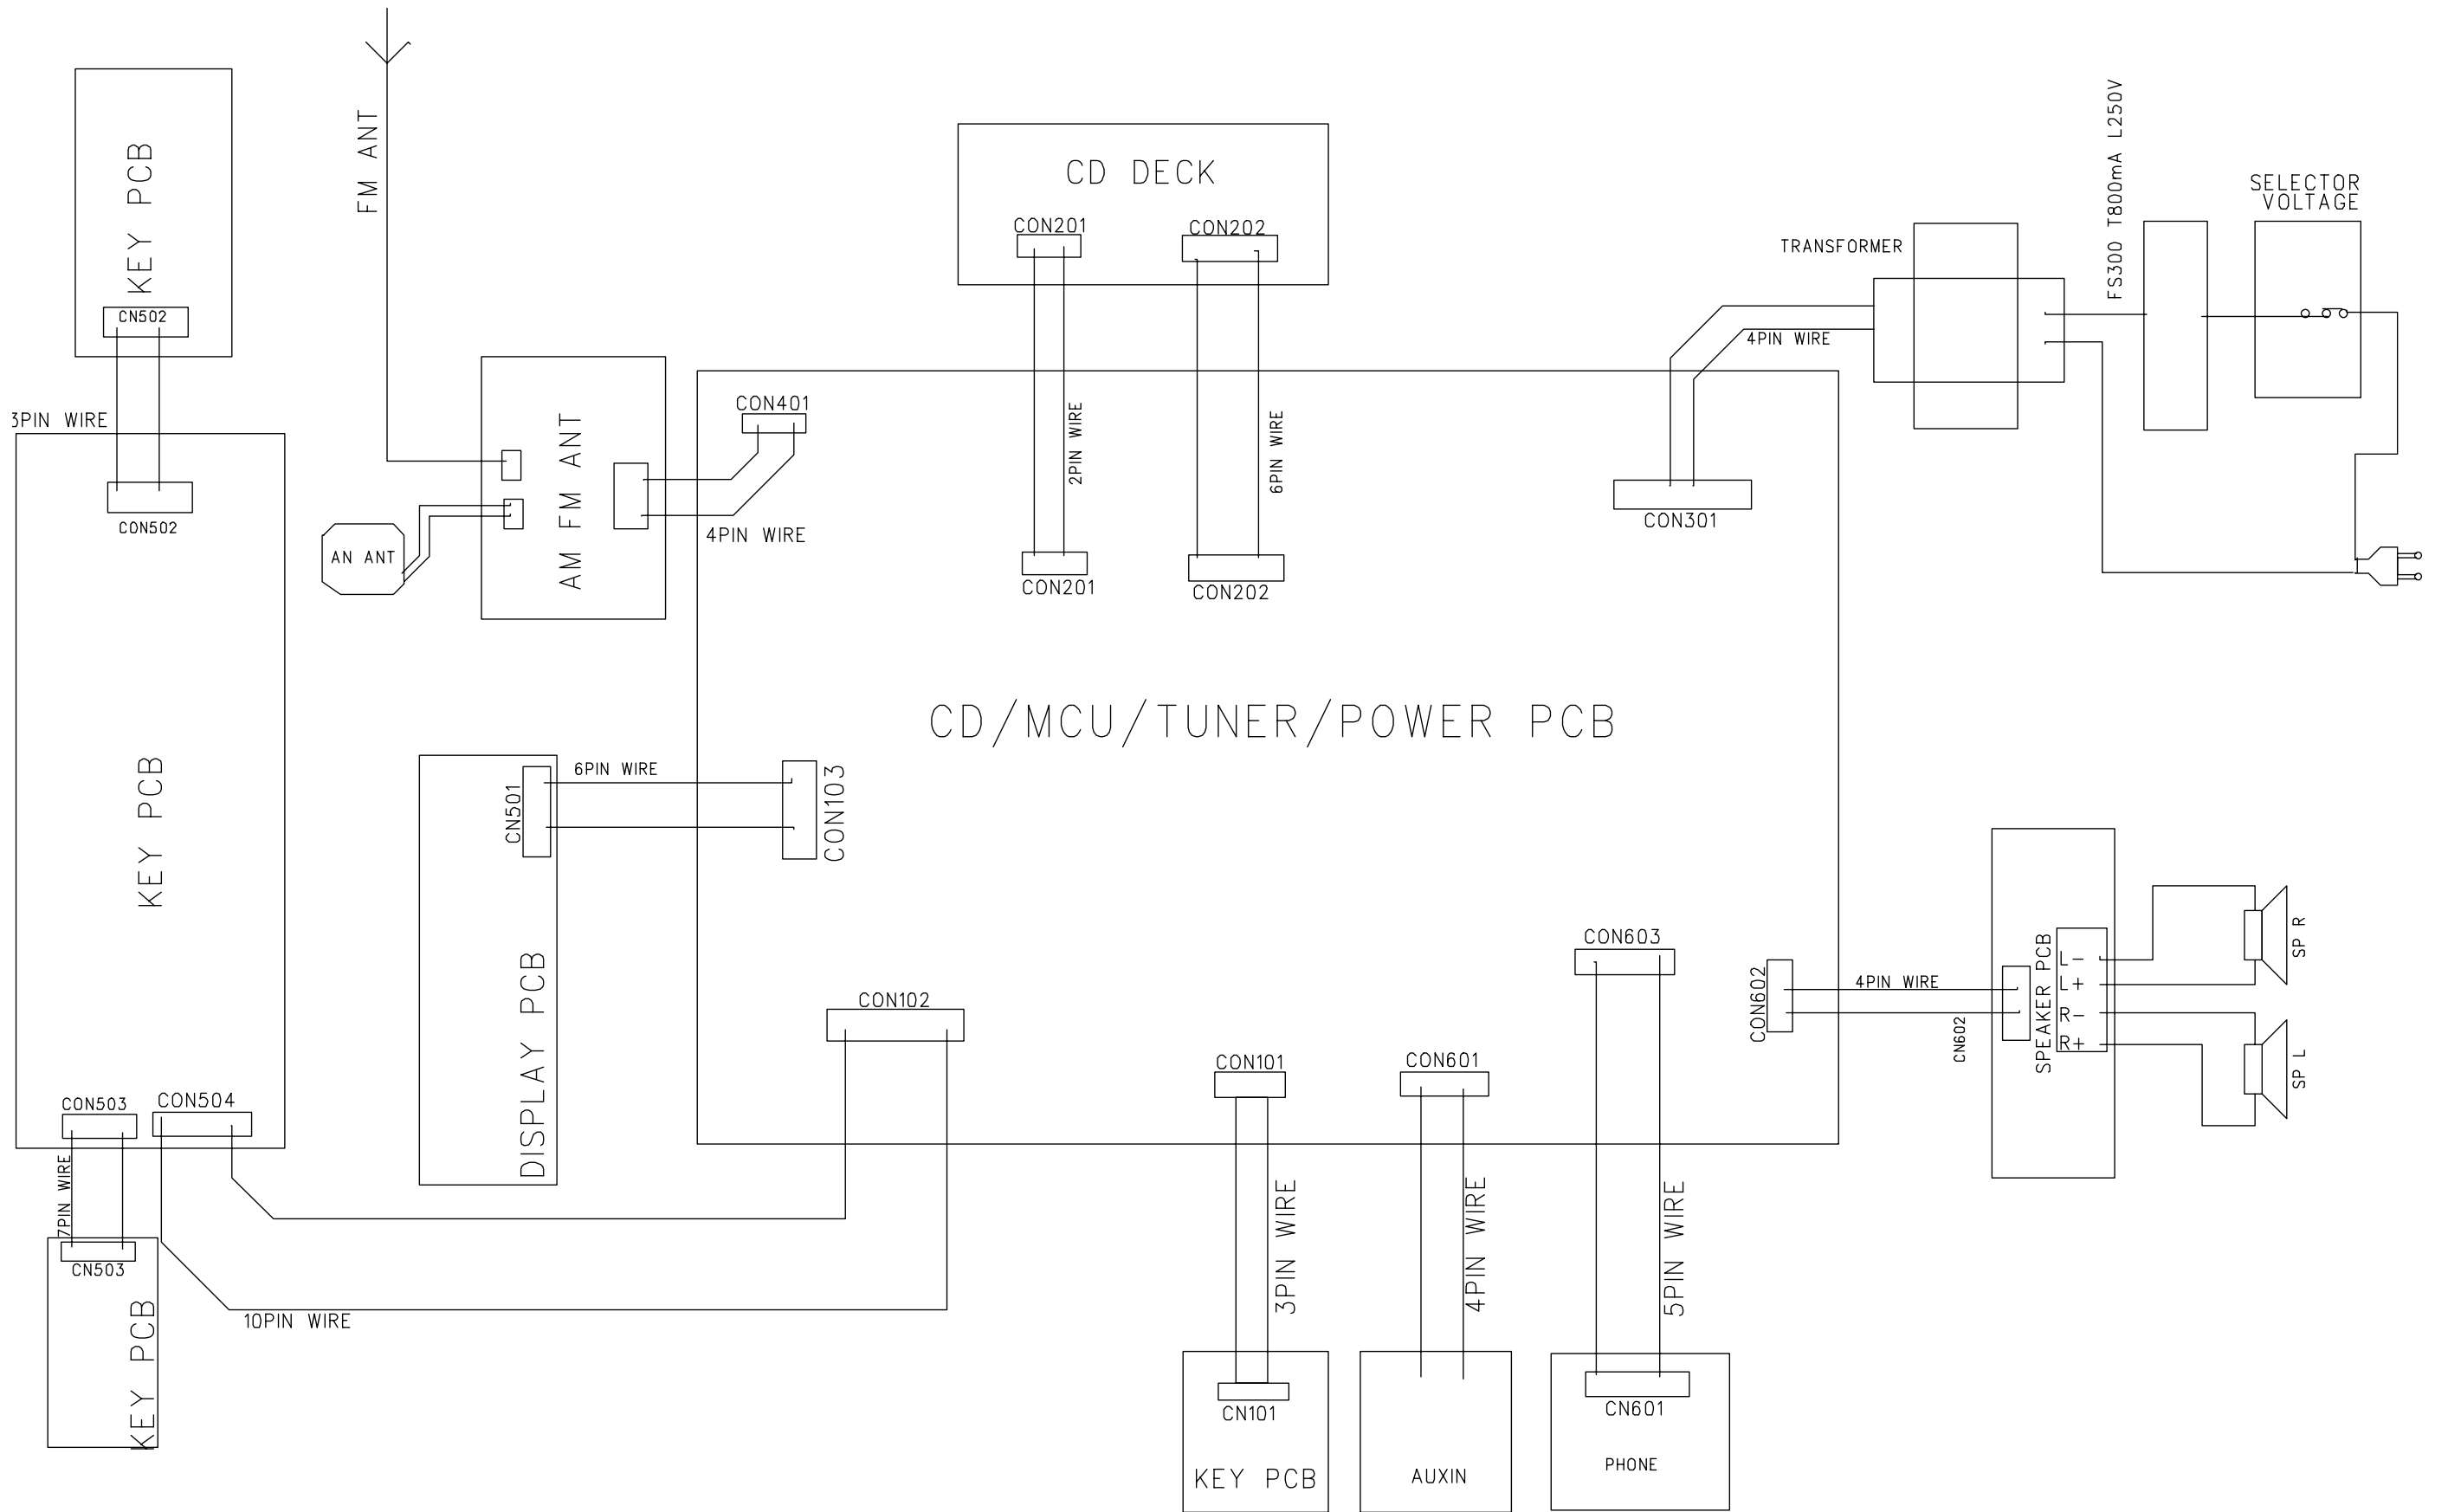 FM ANT
KEY PCB
CN502
3PIN WIRE
CON502
KEY PCB
CON503
CON504
7PIN WIRE
CN503
KEY PCB
10PIN WIRE
AN ANT
AM FM ANT
CON401
4PIN WIRE
CD DECK
CON201
CON202
2PIN WIRE
6PIN WIRE
CON201
CON202
TRANSFORMER
4PIN WIRE
CON301
FS300 T800mA L250V
SELECTOR
VOLTAGE
CD/MCU/TUNER/POWER PCB
6PIN WIRE
CN501
CON103
DISPLAY PCB
CON102
CON101
3PIN WIRE
CN101
KEY PCB
CON601
4PIN WIRE
AUXIN
CON603
5PIN WIRE
CN601
PHONE
CON602
4PIN WIRE
CN602
SPEAKER PCB
L-
L+
R-
R+
SP R
SP L